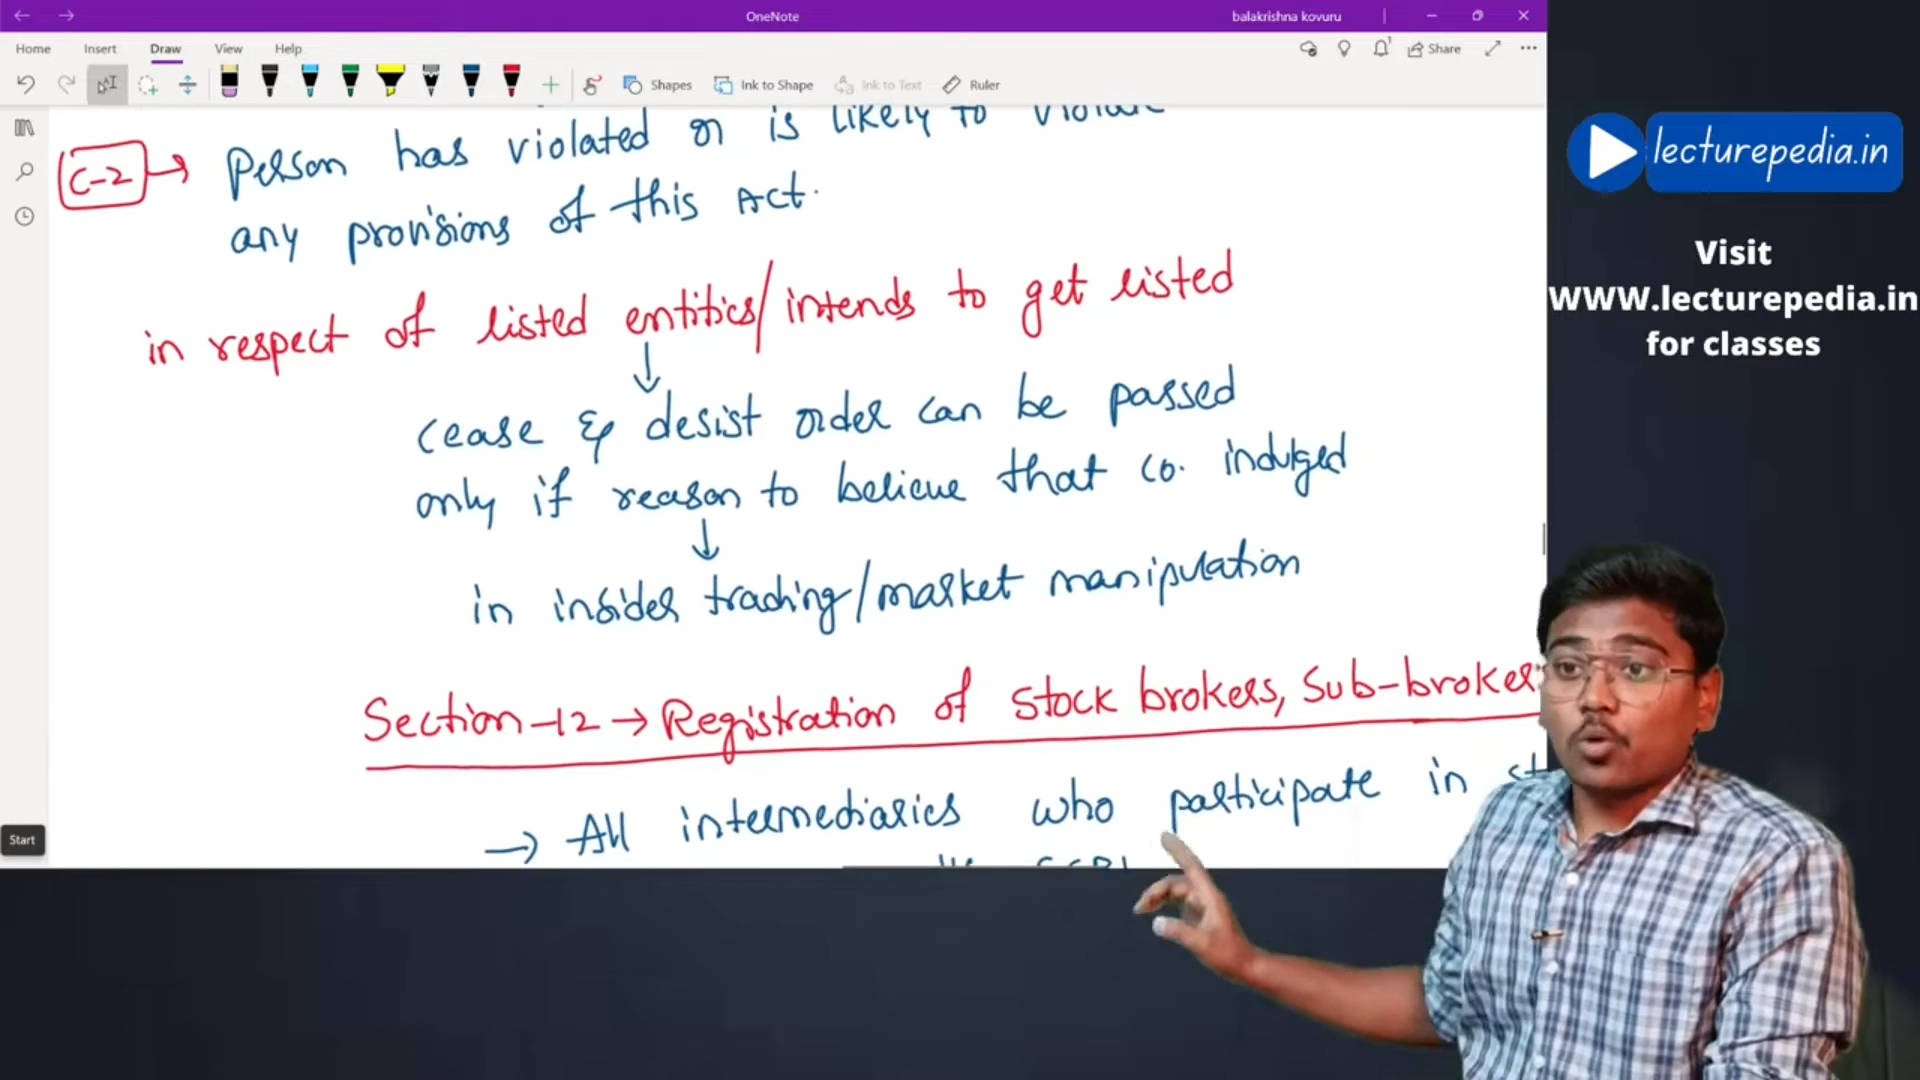 OneNote
balakrishna kovuru
Home Insert Draw View Help
Share
Shapes Ink to Shape Ink to Text Ruler
C-2 → Person has violated or is likely to violate
any provisions of this Act.
in respect of listed entities/intends to get listed
cease & desist order can be passed
only if reason to believe that co. indulged
in insider trading/market manipulation
Section-12 → Registration of Stock brokers, Sub-broker
→ All intermediaries who participate in st
Start
lecturepedia.in
Visit
WWW.lecturepedia.in
for classes